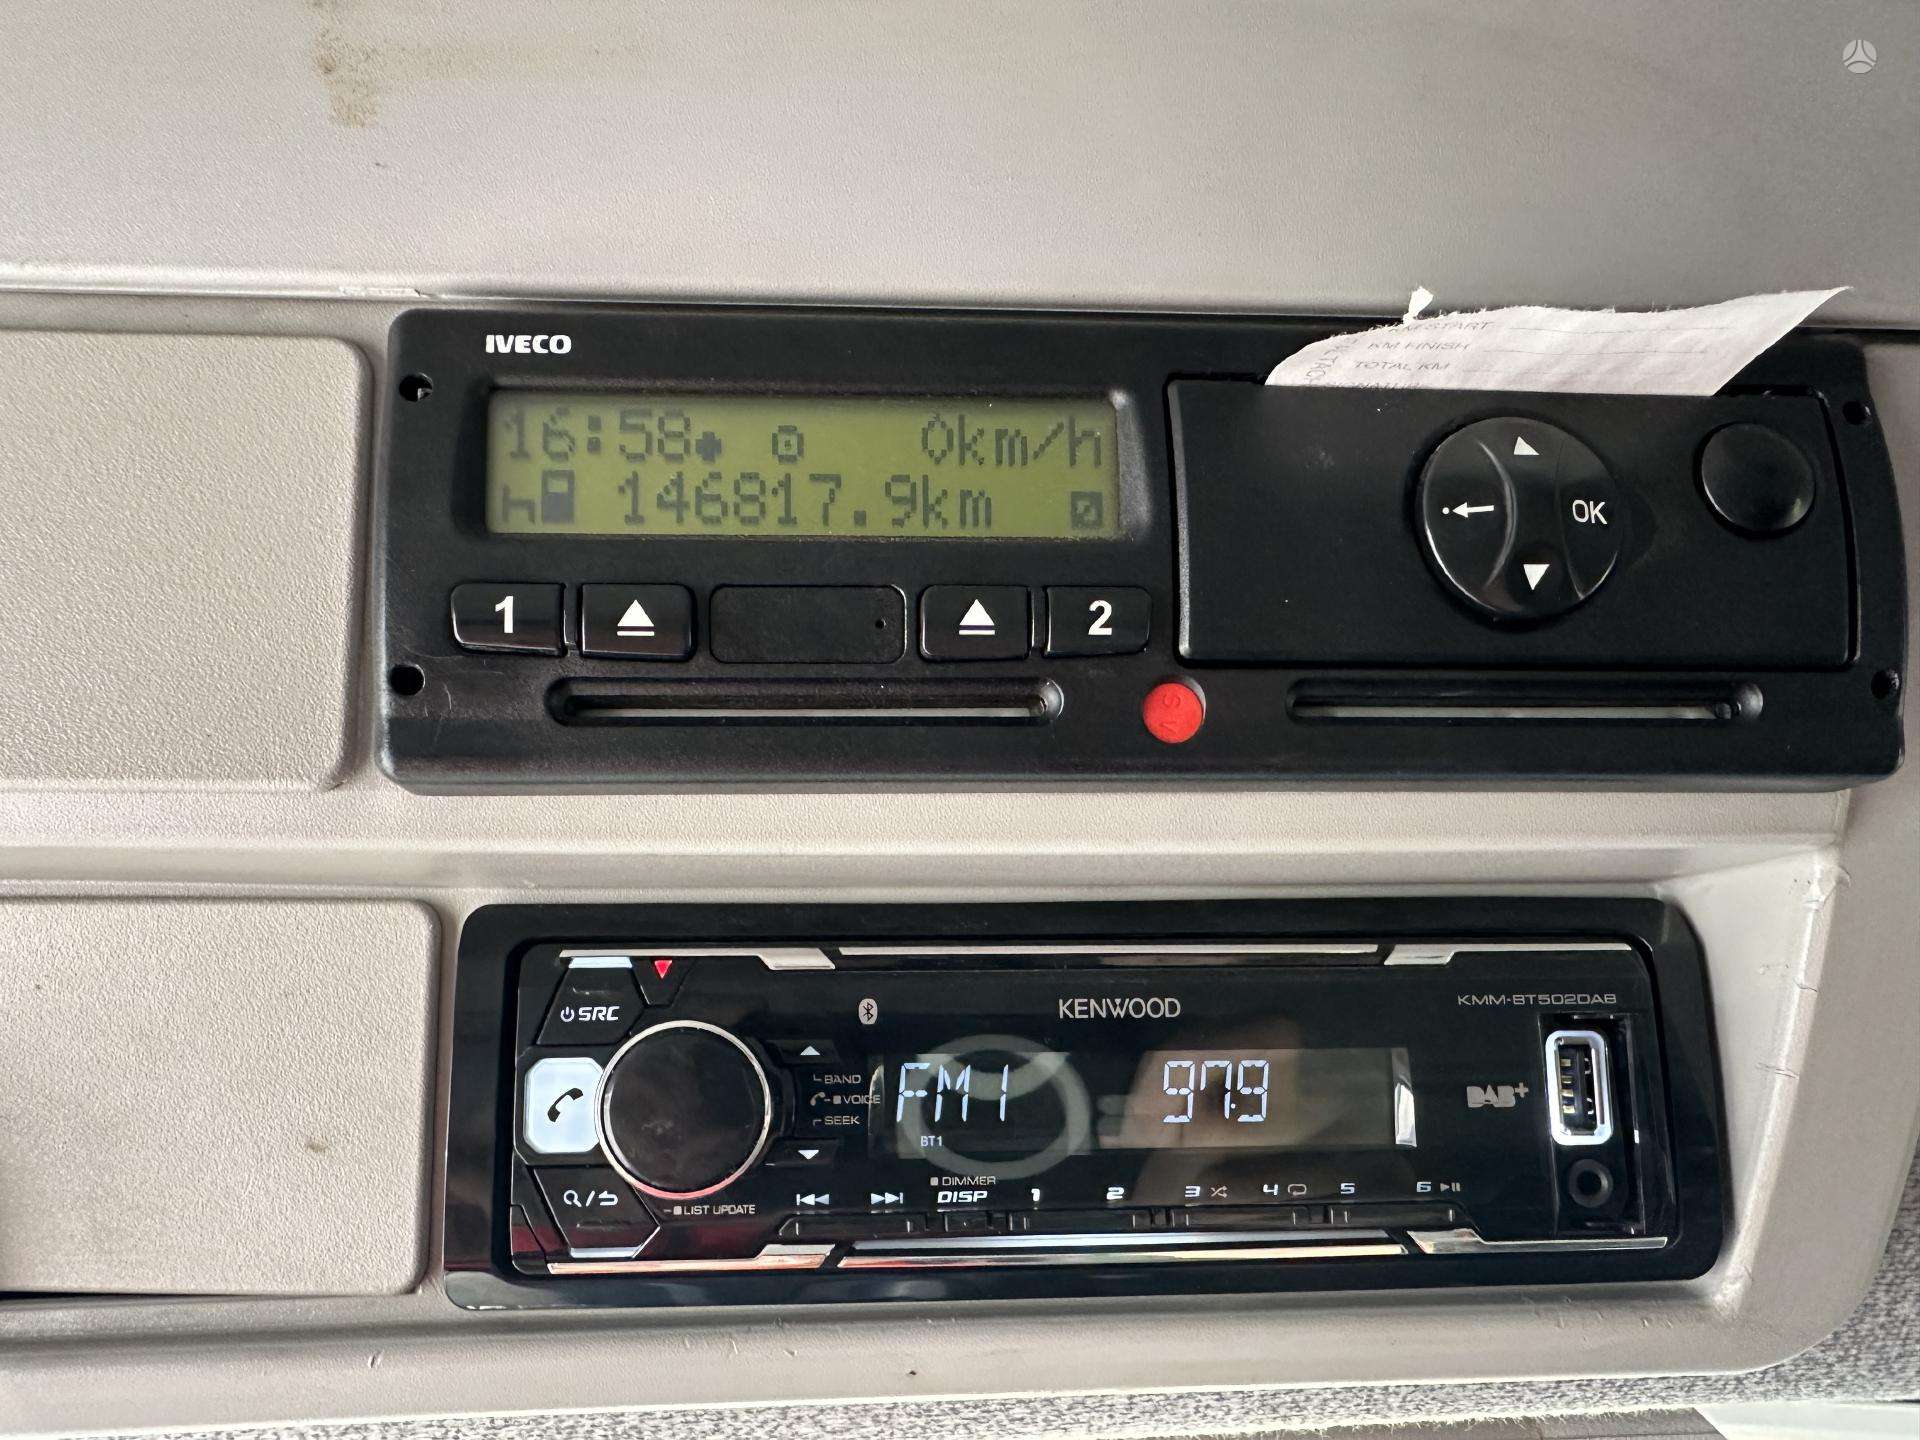 IVECO
KM START
KM FINISH
TOTAL KM
16:58 0km/h
146817.9km
OK
1 2
KENWOOD
KMM-BT502DAB
SRC
BAND
VOICE
SEEK
FM1 97.9
BT1
DAB+
DIMMER
DISP 1 2 3 4 5 6
LIST UPDATE